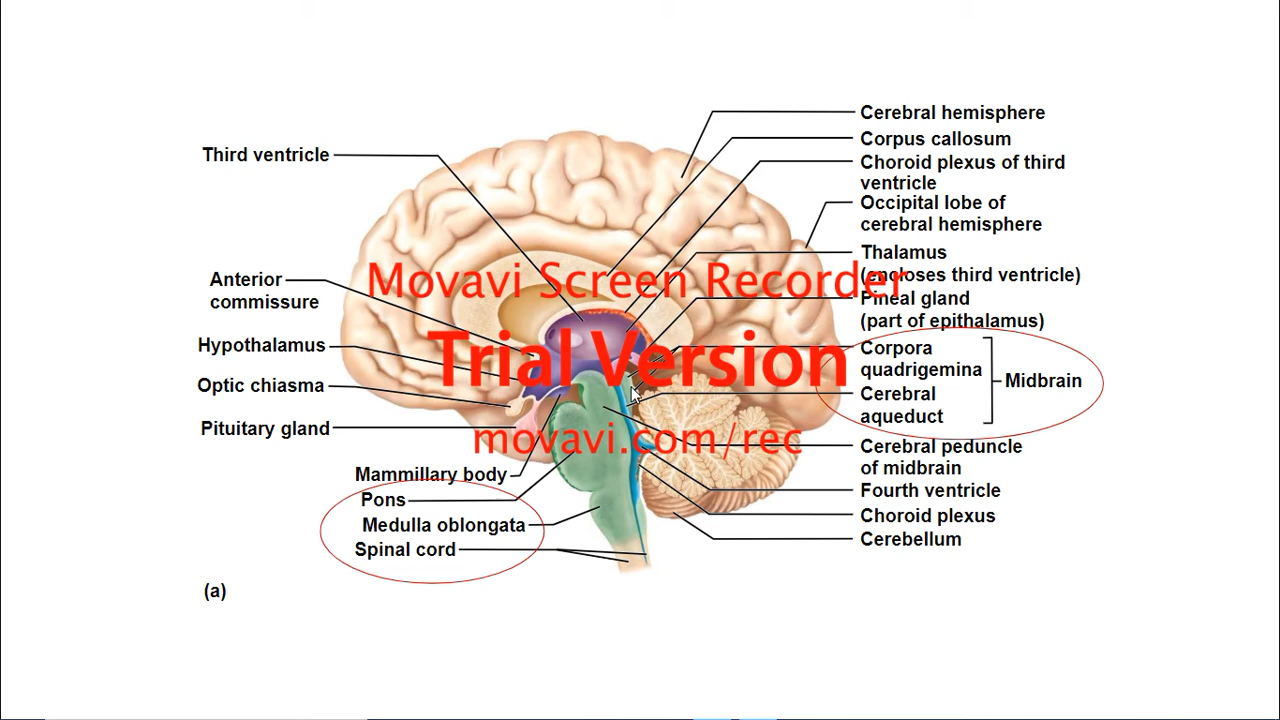 Third ventricle
Anterior
commissure
Hypothalamus
Optic chiasma
Pituitary gland
Mammillary body
Pons
Medulla oblongata
Spinal cord
(a)
Cerebral hemisphere
Corpus callosum
Choroid plexus of third
ventricle
Occipital lobe of
cerebral hemisphere
Thalamus
(encloses third ventricle)
Pineal gland
(part of epithalamus)
Corpora
quadrigemina
Midbrain
Cerebral
aqueduct
Cerebral peduncle
of midbrain
Fourth ventricle
Choroid plexus
Cerebellum
Movavi Screen Recorder
Trial Version
movavi.com/rec